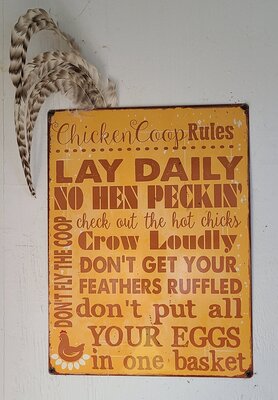 Chicken Coop Rules
LAY DAILY
NO HEN PECKIN'
check out the hot chicks
Crow Loudly
DON'T GET YOUR
FEATHERS RUFFLED
don't put all
YOUR EGGS
in one basket
DON'T FLY THE COOP